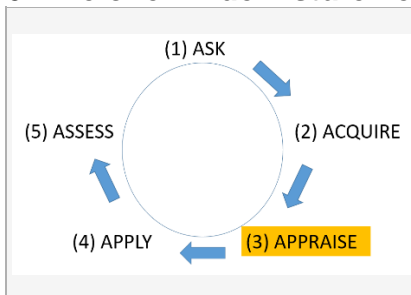 (1) ASK
(2) ACQUIRE
(3) APPRAISE
(4) APPLY
(5) ASSESS